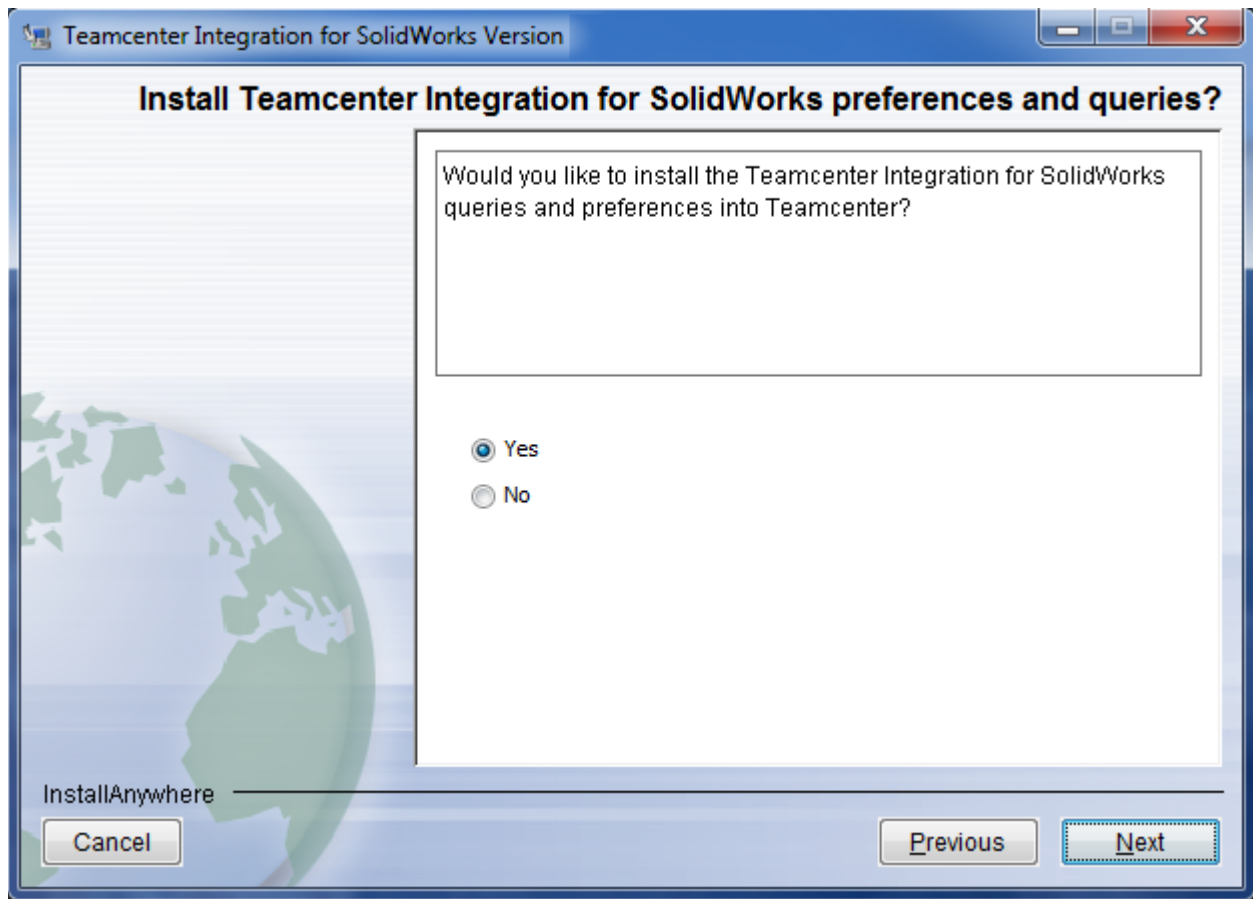 Teamcenter Integration for SolidWorks Version
Install Teamcenter Integration for SolidWorks preferences and queries?
Would you like to install the Teamcenter Integration for SolidWorks
queries and preferences into Teamcenter?
Yes
No
InstallAnywhere
Cancel
Previous
Next